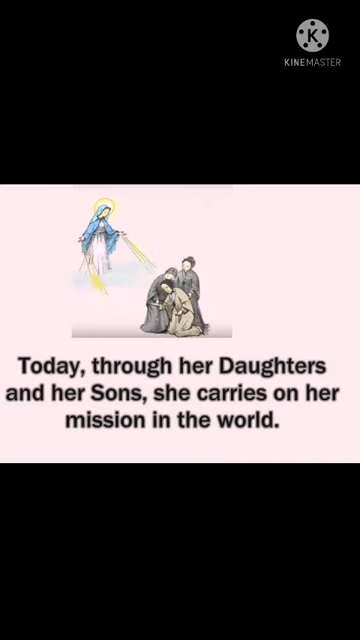 KINEMASTER
Today, through her Daughters
and her Sons, she carries on her
mission in the world.